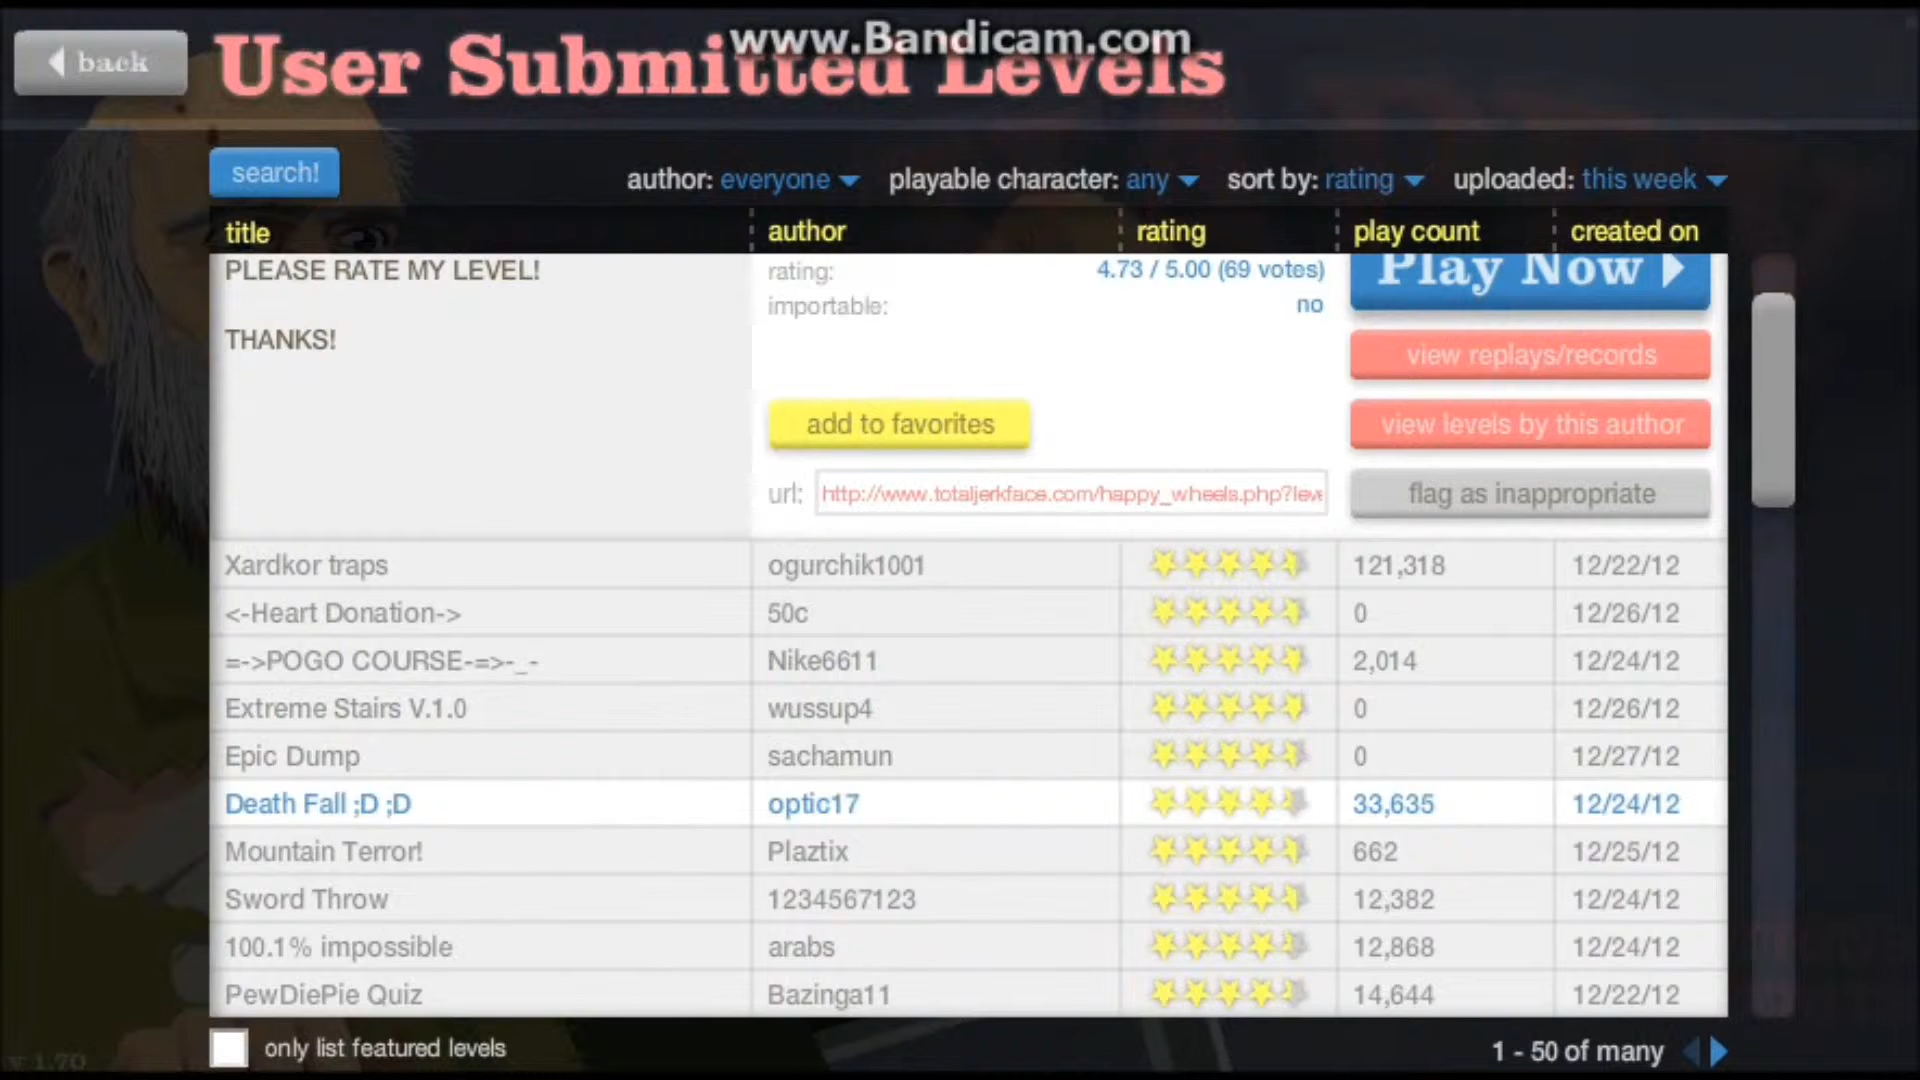 www.Bandicam.com
back
User Submitted Levels
search!
author: everyone playable character: any sort by: rating uploaded: this week
title author rating play count created on
PLEASE RATE MY LEVEL! rating: 4.73 / 5.00 (69 votes) Play Now
importable: no
THANKS! view replays/records
add to favorites view levels by this author
url: http://www.totaljerkface.com/happy_wheels.php?leve flag as inappropriate
Xardkor traps ogurchik1001 121,318 12/22/12
<-Heart Donation-> 50c 0 12/26/12
=->POGO COURSE-=>-_- Nike6611 2,014 12/24/12
Extreme Stairs V.1.0 wussup4 0 12/26/12
Epic Dump sachamun 0 12/27/12
Death Fall ;D ;D optic17 33,635 12/24/12
Mountain Terror! Plaztix 662 12/25/12
Sword Throw 1234567123 12,382 12/24/12
100.1% impossible arabs 12,868 12/24/12
PewDiePie Quiz Bazinga11 14,644 12/22/12
only list featured levels 1 - 50 of many
v 1.70